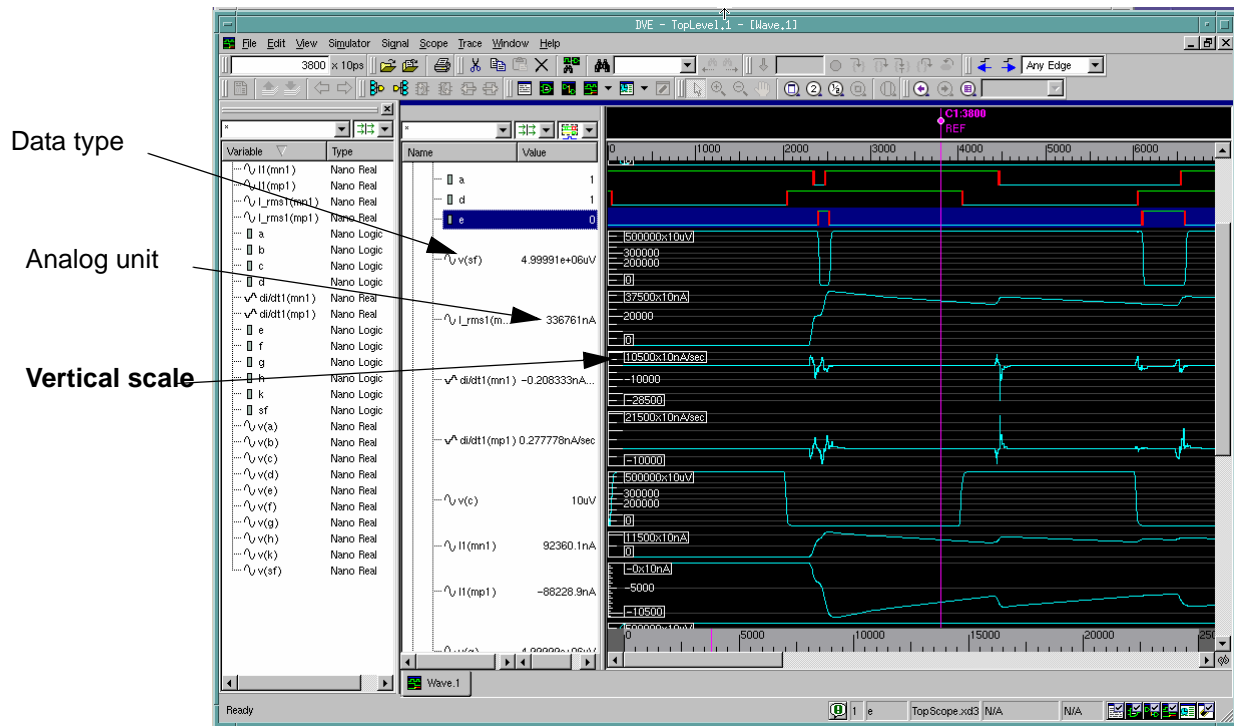 DVE - TopLevel.1 - [Wave.1]
File Edit View Simulator Signal Scope Trace Window Help
3800 x 10ps
Any Edge
Data type
Analog unit
Vertical scale
*
Variable Type
l1(mn1) Nano Real
l1(mp1) Nano Real
l_rms1(mn1) Nano Real
l_rms1(mp1) Nano Real
a Nano Logic
b Nano Logic
c Nano Logic
d Nano Logic
di/dt1(mn1) Nano Real
di/dt1(mp1) Nano Real
e Nano Logic
f Nano Logic
g Nano Logic
h Nano Logic
k Nano Logic
sf Nano Logic
v(a) Nano Real
v(b) Nano Real
v(c) Nano Real
v(d) Nano Real
v(e) Nano Real
v(f) Nano Real
v(g) Nano Real
v(h) Nano Real
v(k) Nano Real
v(sf) Nano Real
*
Name Value
a 1
d 1
e 0
v(sf) 4.99991e+06uV
l_rms1(m... 336761nA
di/dt1(mn1) -0.208333nA...
di/dt1(mp1) 0.277778nA/sec
v(c) 10uV
l1(mn1) 92360.1nA
l1(mp1) -88228.9nA
C1:3800
REF
0 1000 2000 3000 4000 5000 6000
500000x10uV
300000
200000
0
37500x10nA
20000
0
10500x10nA/sec
-10000
-28500
21500x10nA/sec
-10000
500000x10uV
300000
200000
0
11500x10nA
0
-0x10nA
-5000
-10500
500000x10uV
0 5000 10000 15000 20000
Wave.1
Ready
1 e TopScope.xd3 N/A N/A